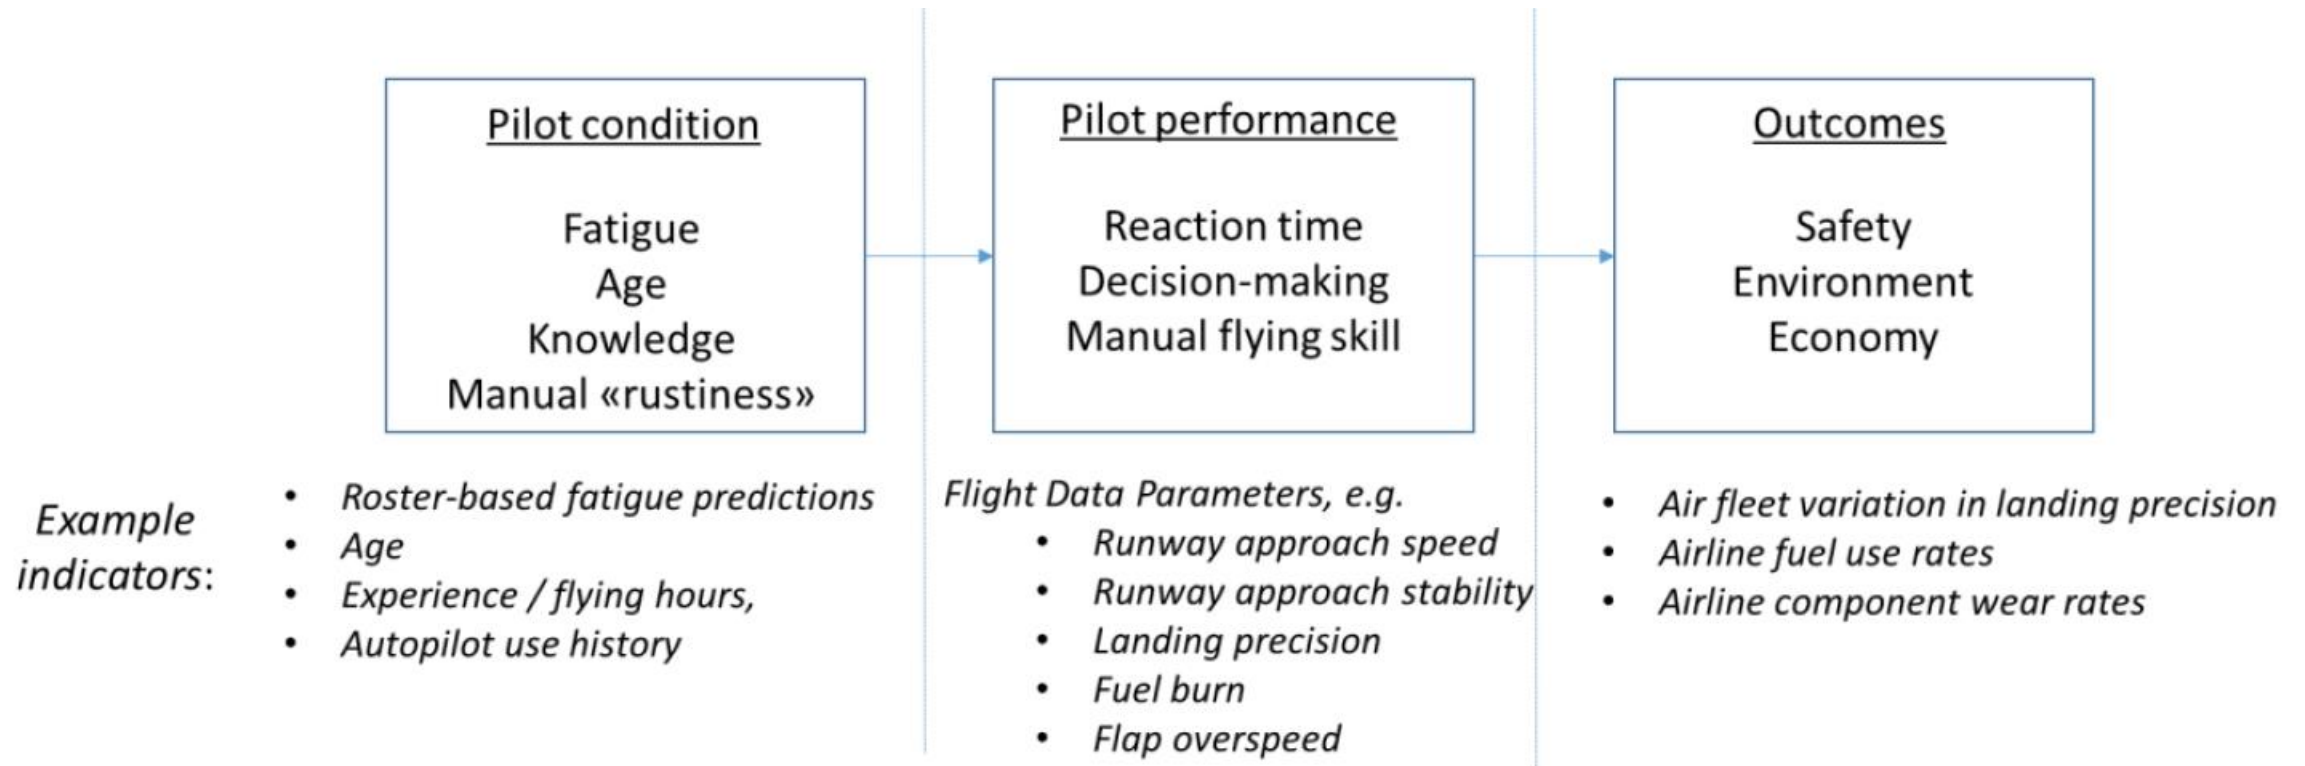 Pilot condition
Fatigue
Age
Knowledge
Manual «rustiness»
Pilot performance
Reaction time
Decision-making
Manual flying skill
Outcomes
Safety
Environment
Economy
Example
indicators:
• Roster-based fatigue predictions
• Age
• Experience / flying hours,
• Autopilot use history
Flight Data Parameters, e.g.
• Runway approach speed
• Runway approach stability
• Landing precision
• Fuel burn
• Flap overspeed
• Air fleet variation in landing precision
• Airline fuel use rates
• Airline component wear rates